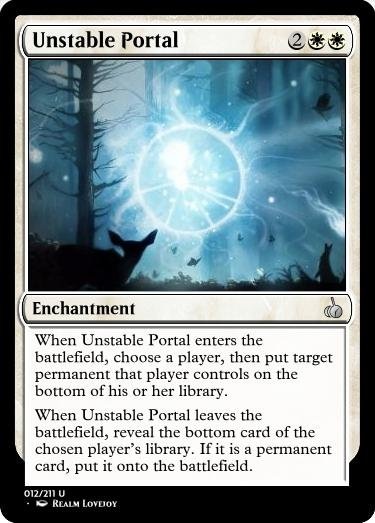 Unstable Portal 2
Enchantment
When Unstable Portal enters the
battlefield, choose a player, then put target
permanent that player controls on the
bottom of his or her library.
When Unstable Portal leaves the
battlefield, reveal the bottom card of the
chosen player's library. If it is a permanent
card, put it onto the battlefield.
012/211 U
· Realm Lovejoy